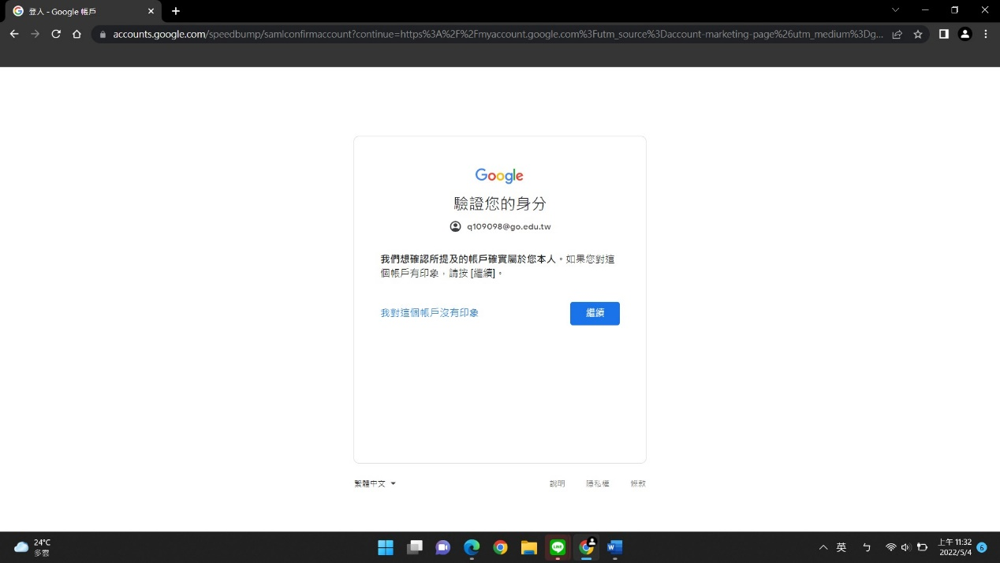 登入 - Google 帳戶
accounts.google.com/speedbump/samlconfirmaccount?continue=https%3A%2F%2Fmyaccount.google.com%3Futm_source%3Daccount-marketing-page%26utm_medium%3Dg...
Google
驗證您的身分
q109098@go.edu.tw
我們想確認所提及的帳戶確實屬於您本人。如果您對這
個帳戶有印象，請按 [繼續]。
我對這個帳戶沒有印象
繼續
繁體中文
說明 隱私權 條款
24°C
多雲
LINE
W
英
ㄅ
上午 11:32
2022/5/4
6